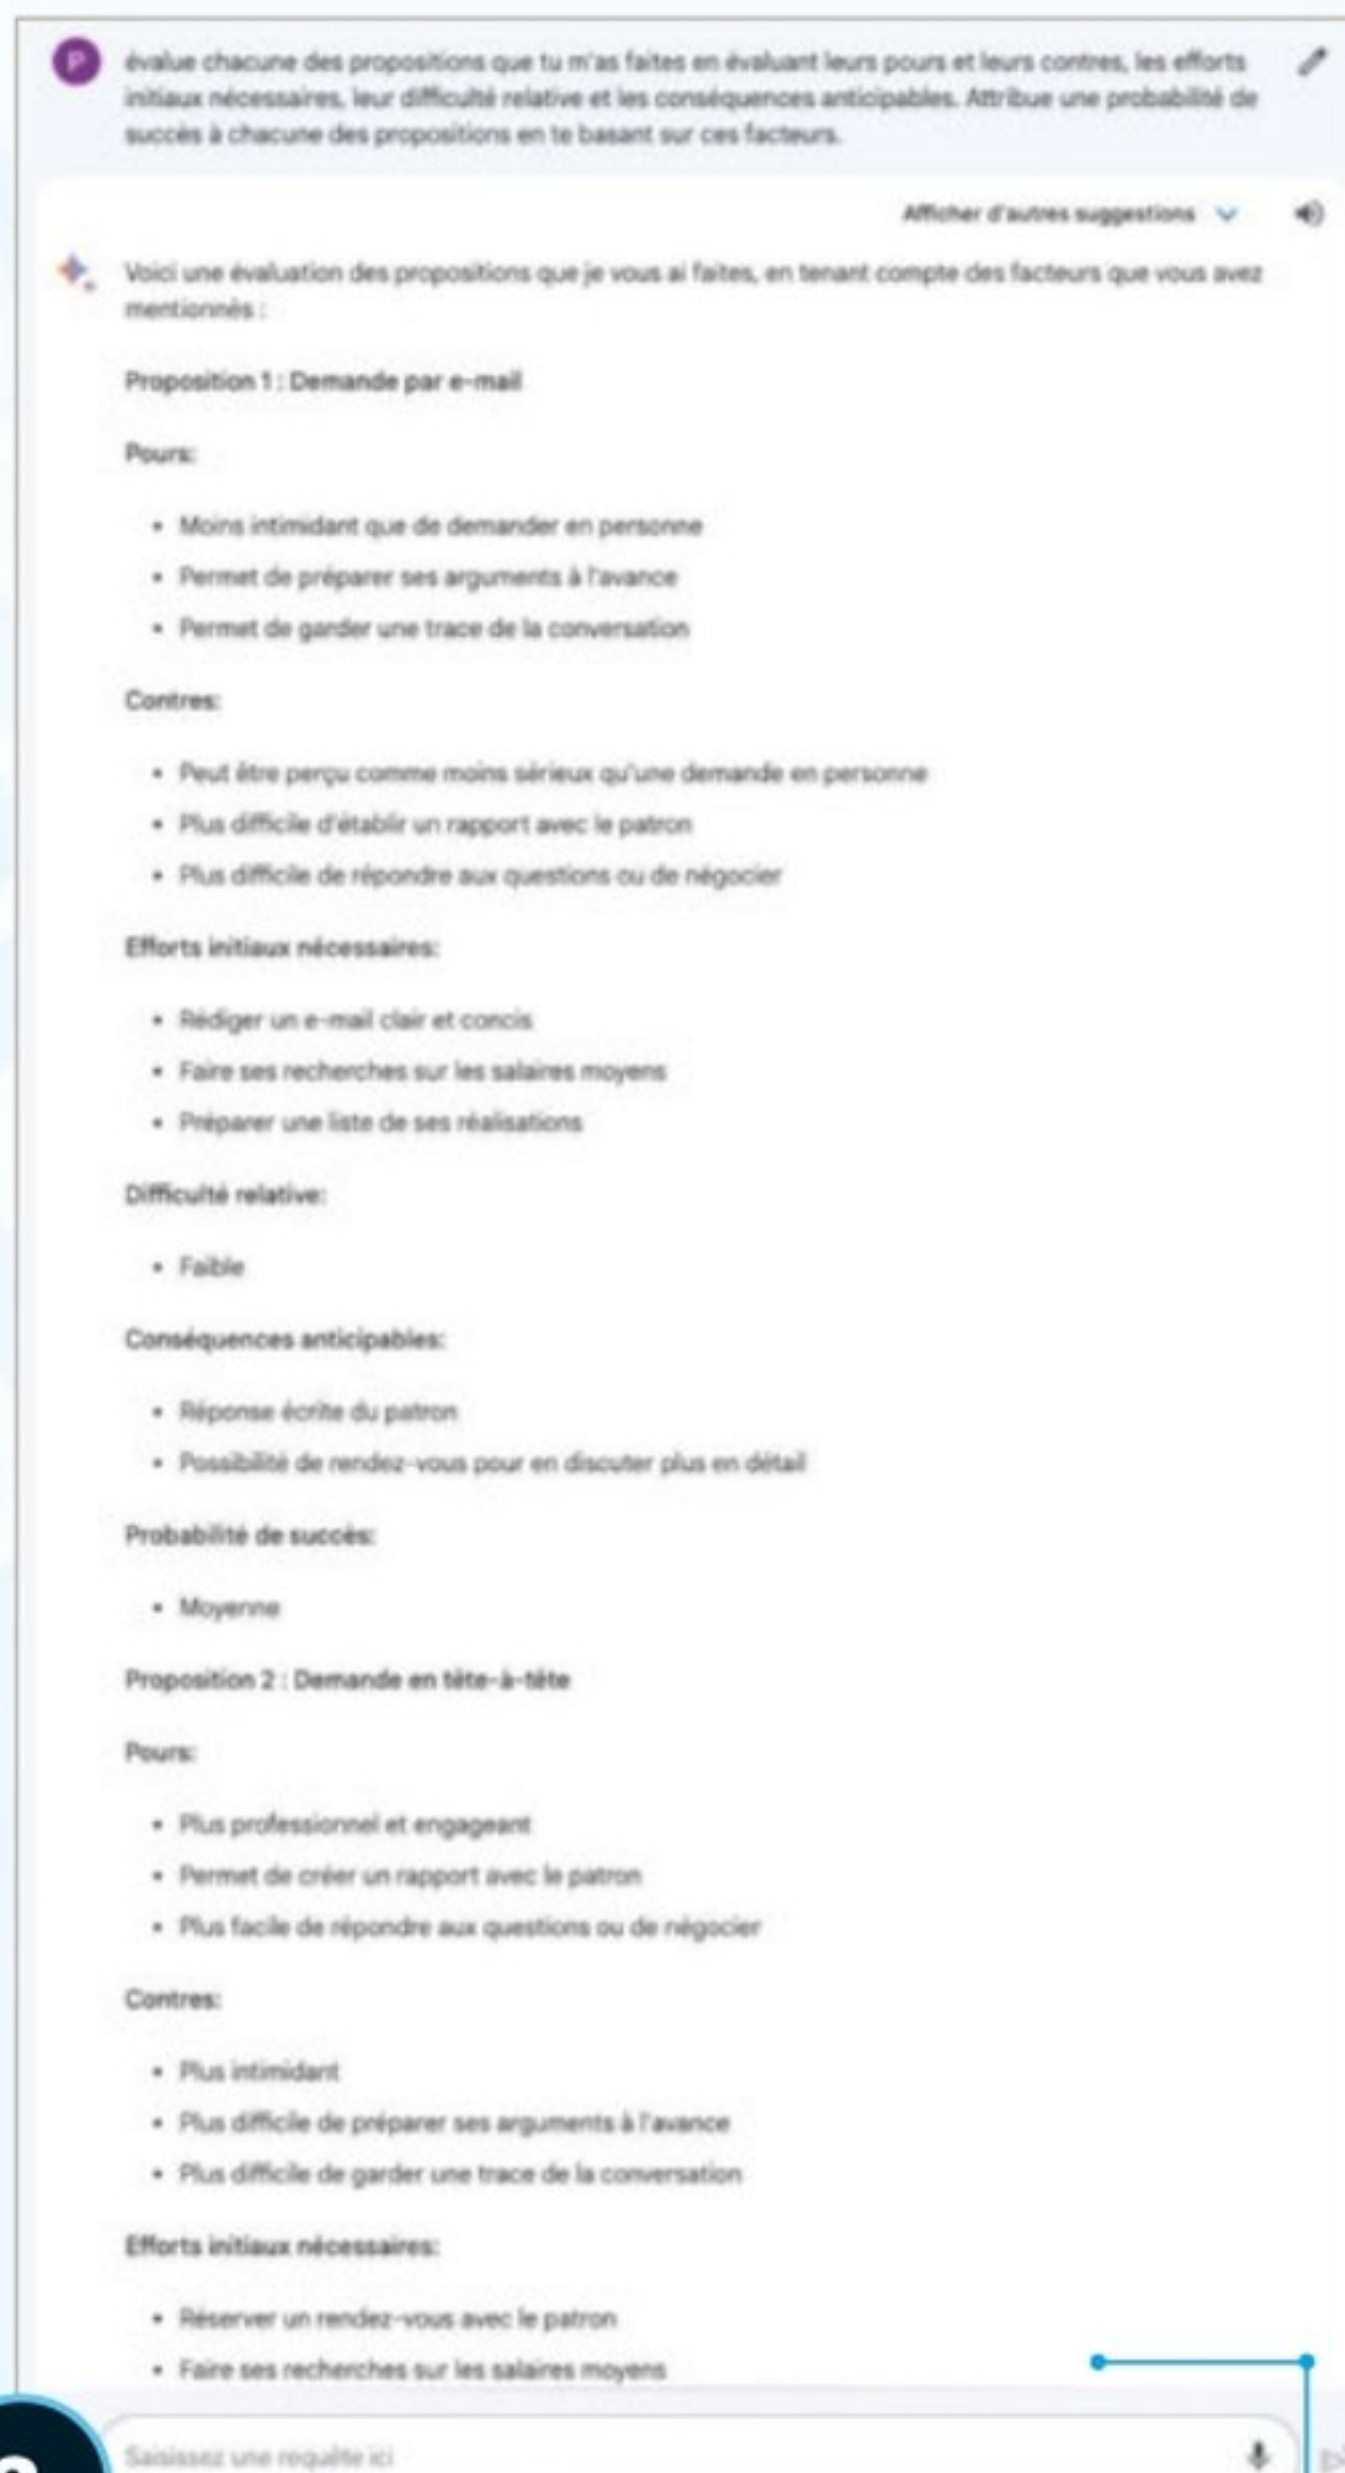 P
évalue chacune des propositions que tu m'as faites en évaluant leurs pours et leurs contres, les efforts
initiaux nécessaires, leur difficulté relative et les conséquences anticipables. Attribue une probabilité de
succès à chacune des propositions en te basant sur ces facteurs.
Afficher d'autres suggestions
Voici une évaluation des propositions que je vous ai faites, en tenant compte des facteurs que vous avez
mentionnés :
Proposition 1 : Demande par e-mail
Pours:
• Moins intimidant que de demander en personne
• Permet de préparer ses arguments à l'avance
• Permet de garder une trace de la conversation
Contres:
• Peut être perçu comme moins sérieux qu'une demande en personne
• Plus difficile d'établir un rapport avec le patron
• Plus difficile de répondre aux questions ou de négocier
Efforts initiaux nécessaires:
• Rédiger un e-mail clair et concis
• Faire ses recherches sur les salaires moyens
• Préparer une liste de ses réalisations
Difficulté relative:
• Faible
Conséquences anticipables:
• Réponse écrite du patron
• Possibilité de rendez-vous pour en discuter plus en détail
Probabilité de succès:
• Moyenne
Proposition 2 : Demande en tête-à-tête
Pours:
• Plus professionnel et engageant
• Permet de créer un rapport avec le patron
• Plus facile de répondre aux questions ou de négocier
Contres:
• Plus intimidant
• Plus difficile de préparer ses arguments à l'avance
• Plus difficile de garder une trace de la conversation
Efforts initiaux nécessaires:
• Réserver un rendez-vous avec le patron
• Faire ses recherches sur les salaires moyens
Saisissez une requête ici